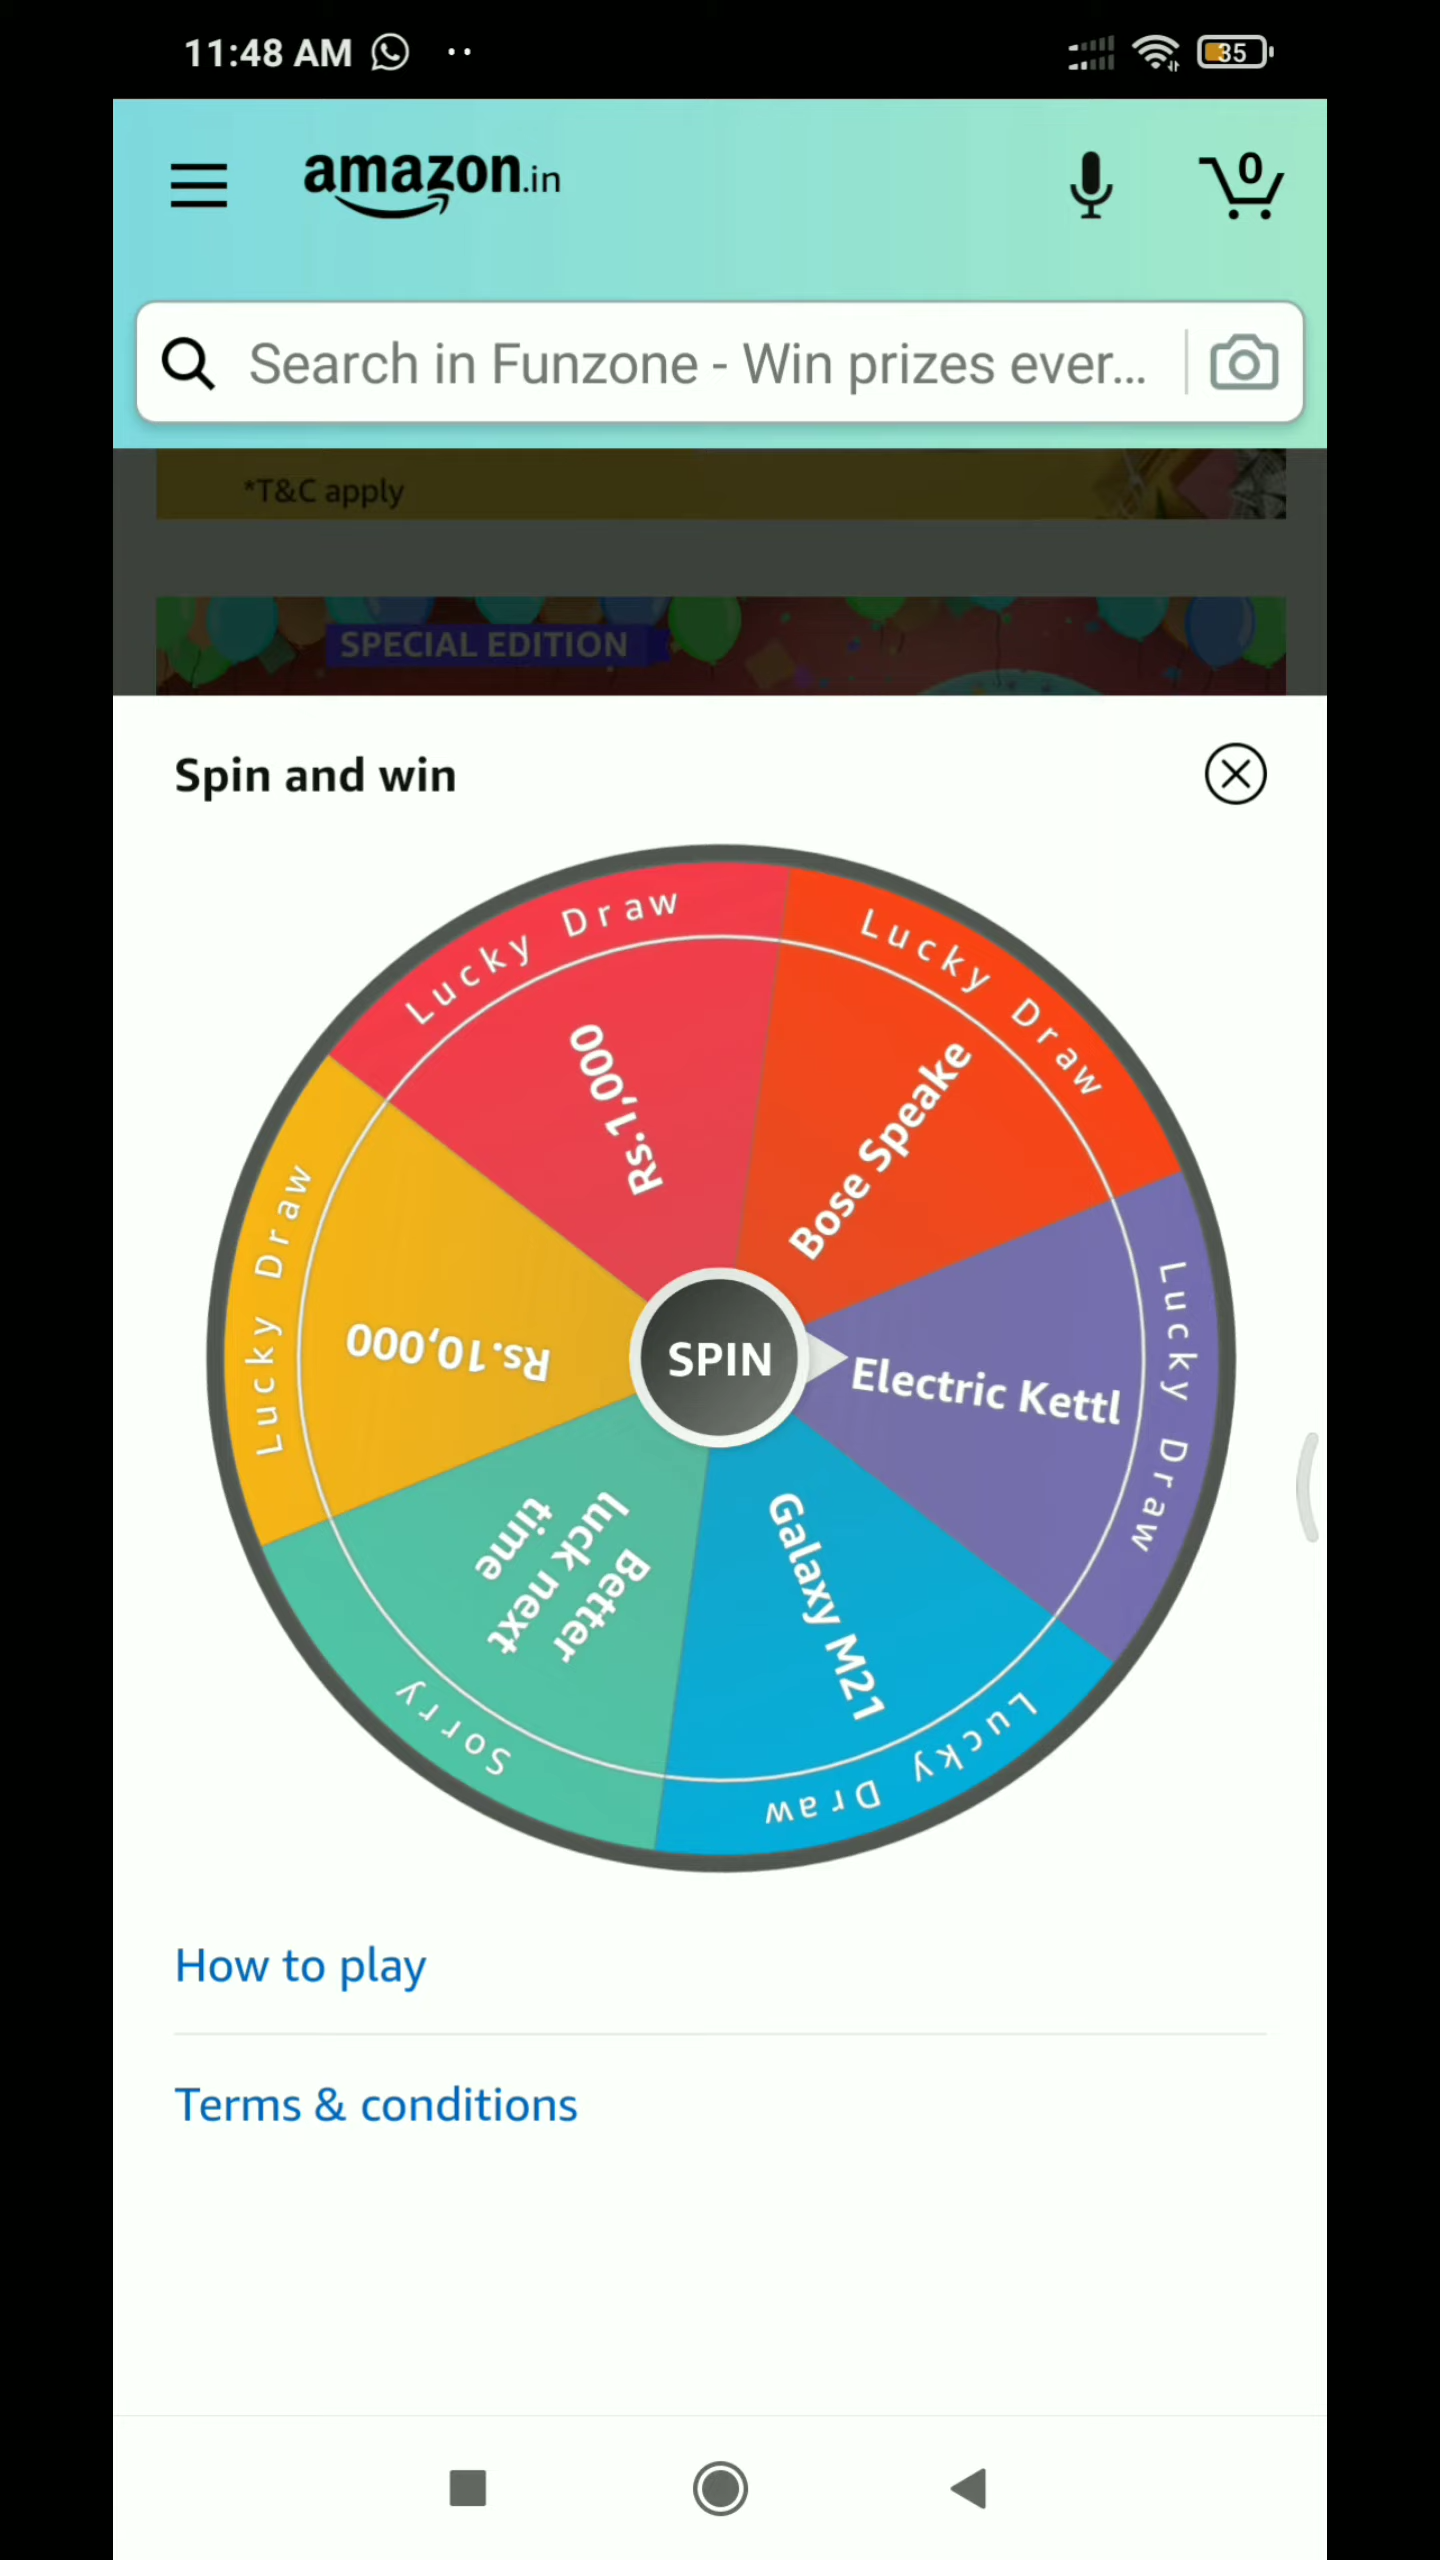 11:48 AM
35
amazon.in
0
Search in Funzone - Win prizes ever...
*T&C apply
SPECIAL EDITION
Spin and win
Lucky Draw
Rs.1,000
Lucky Draw
Bose Speake
Lucky Draw
Electric Kettl
Lucky Draw
Galaxy M21
Sorry
Better
luck next
time
Lucky Draw
Rs.10,000
SPIN
How to play
Terms & conditions